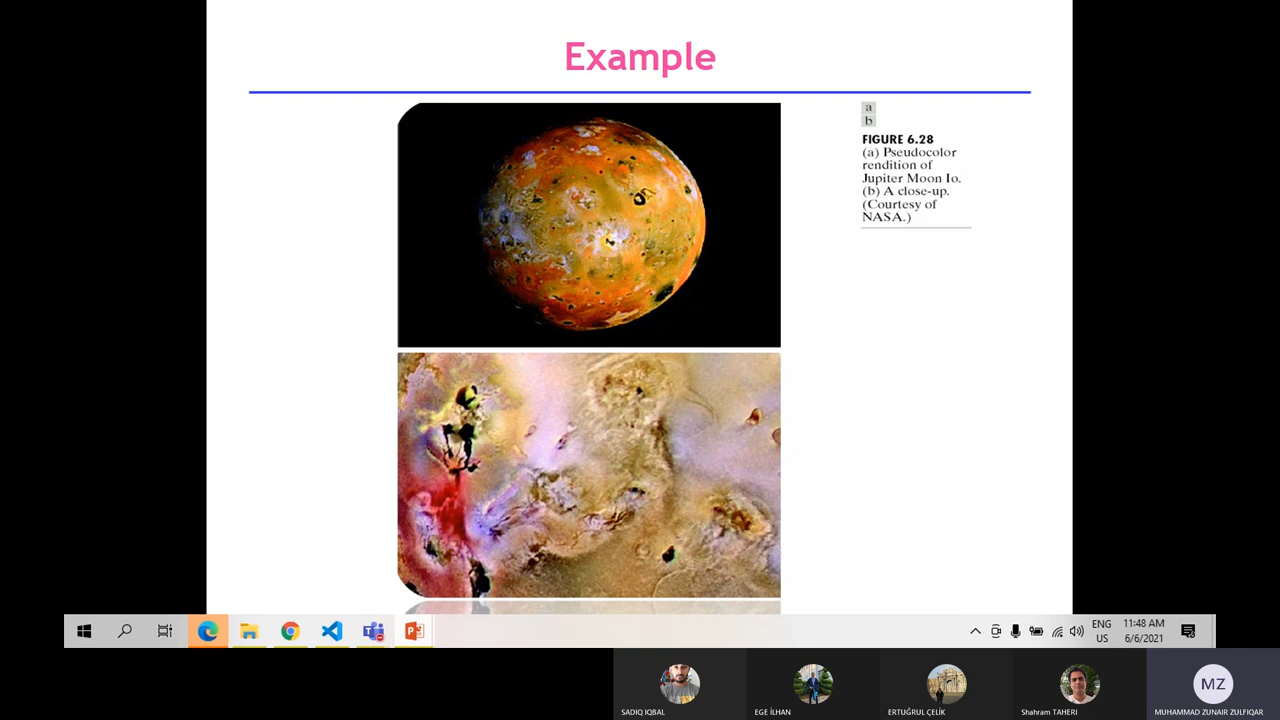 Example
a
b
FIGURE 6.28
(a) Pseudocolor
rendition of
Jupiter Moon Io.
(b) A close-up.
(Courtesy of
NASA.)
ENG
US
11:48 AM
6/6/2021
MZ
SADIQ IQBAL
EGE İLHAN
ERTUĞRUL ÇELİK
Shahram TAHERI
MUHAMMAD ZUNAIR ZULFIQAR